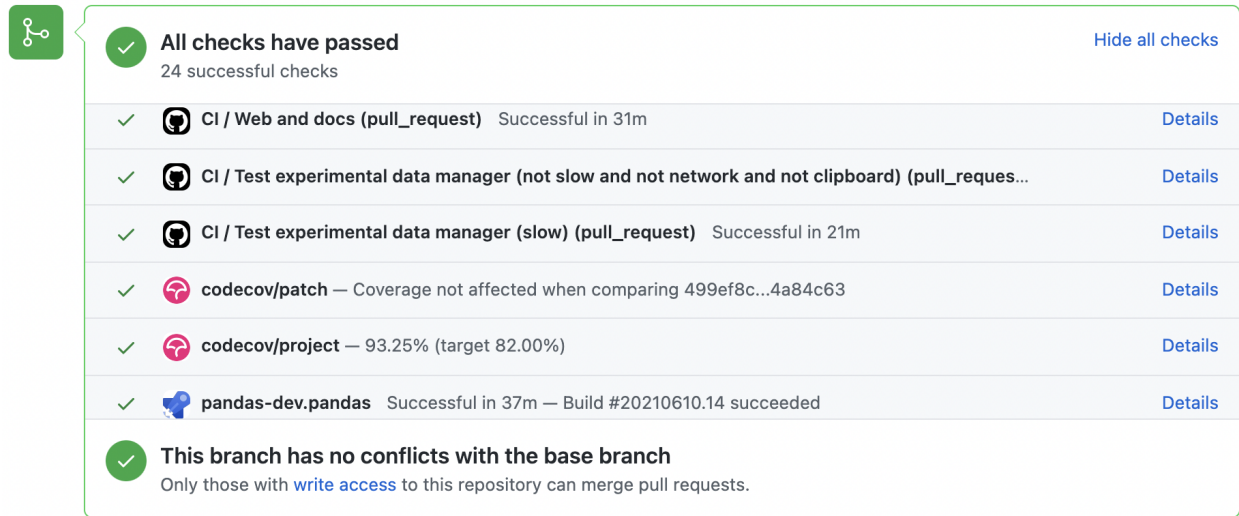 All checks have passed
Hide all checks
24 successful checks
CI / Web and docs (pull_request) Successful in 31m Details
CI / Test experimental data manager (not slow and not network and not clipboard) (pull_reques... Details
CI / Test experimental data manager (slow) (pull_request) Successful in 21m Details
codecov/patch — Coverage not affected when comparing 499ef8c...4a84c63 Details
codecov/project — 93.25% (target 82.00%) Details
pandas-dev.pandas Successful in 37m — Build #20210610.14 succeeded Details
This branch has no conflicts with the base branch
Only those with write access to this repository can merge pull requests.